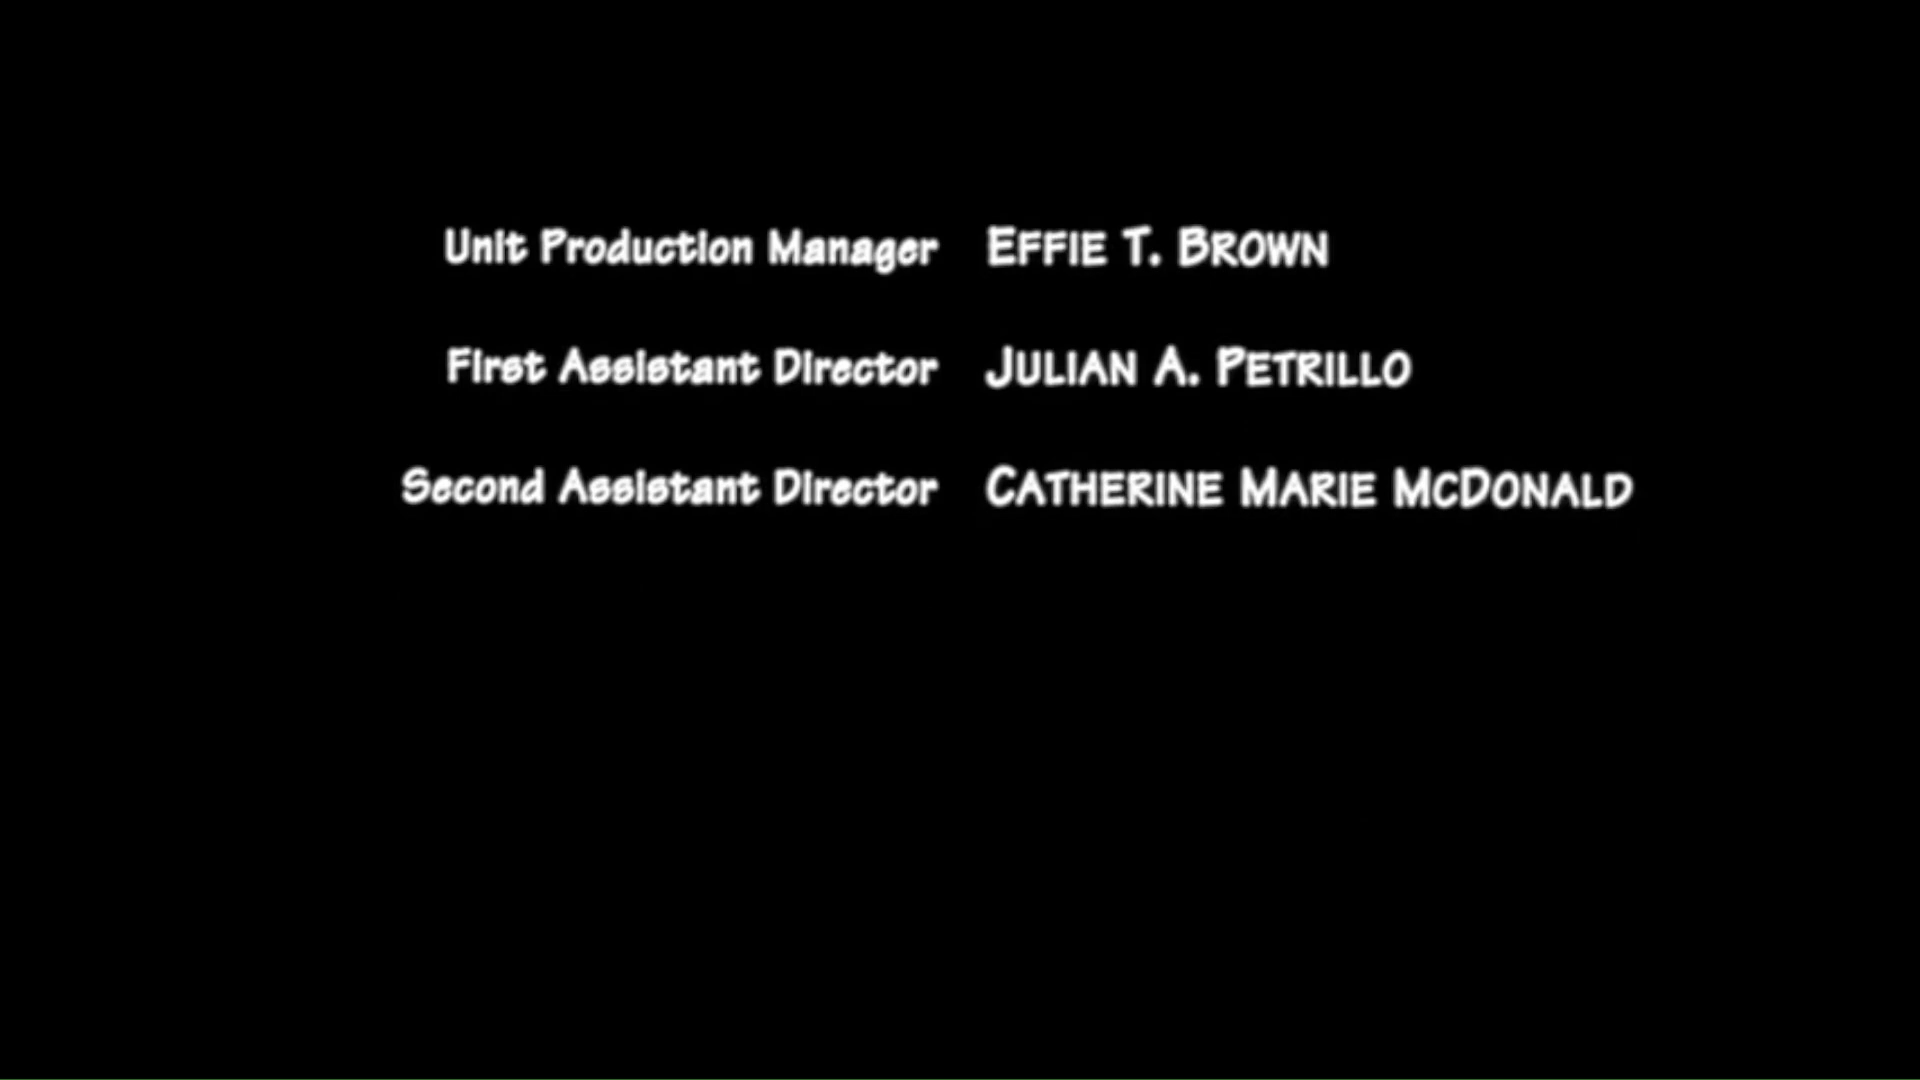 Unit Production Manager EFFIE T. BROWN
First Assistant Director JULIAN A. PETRILLO
Second Assistant Director CATHERINE MARIE MCDONALD